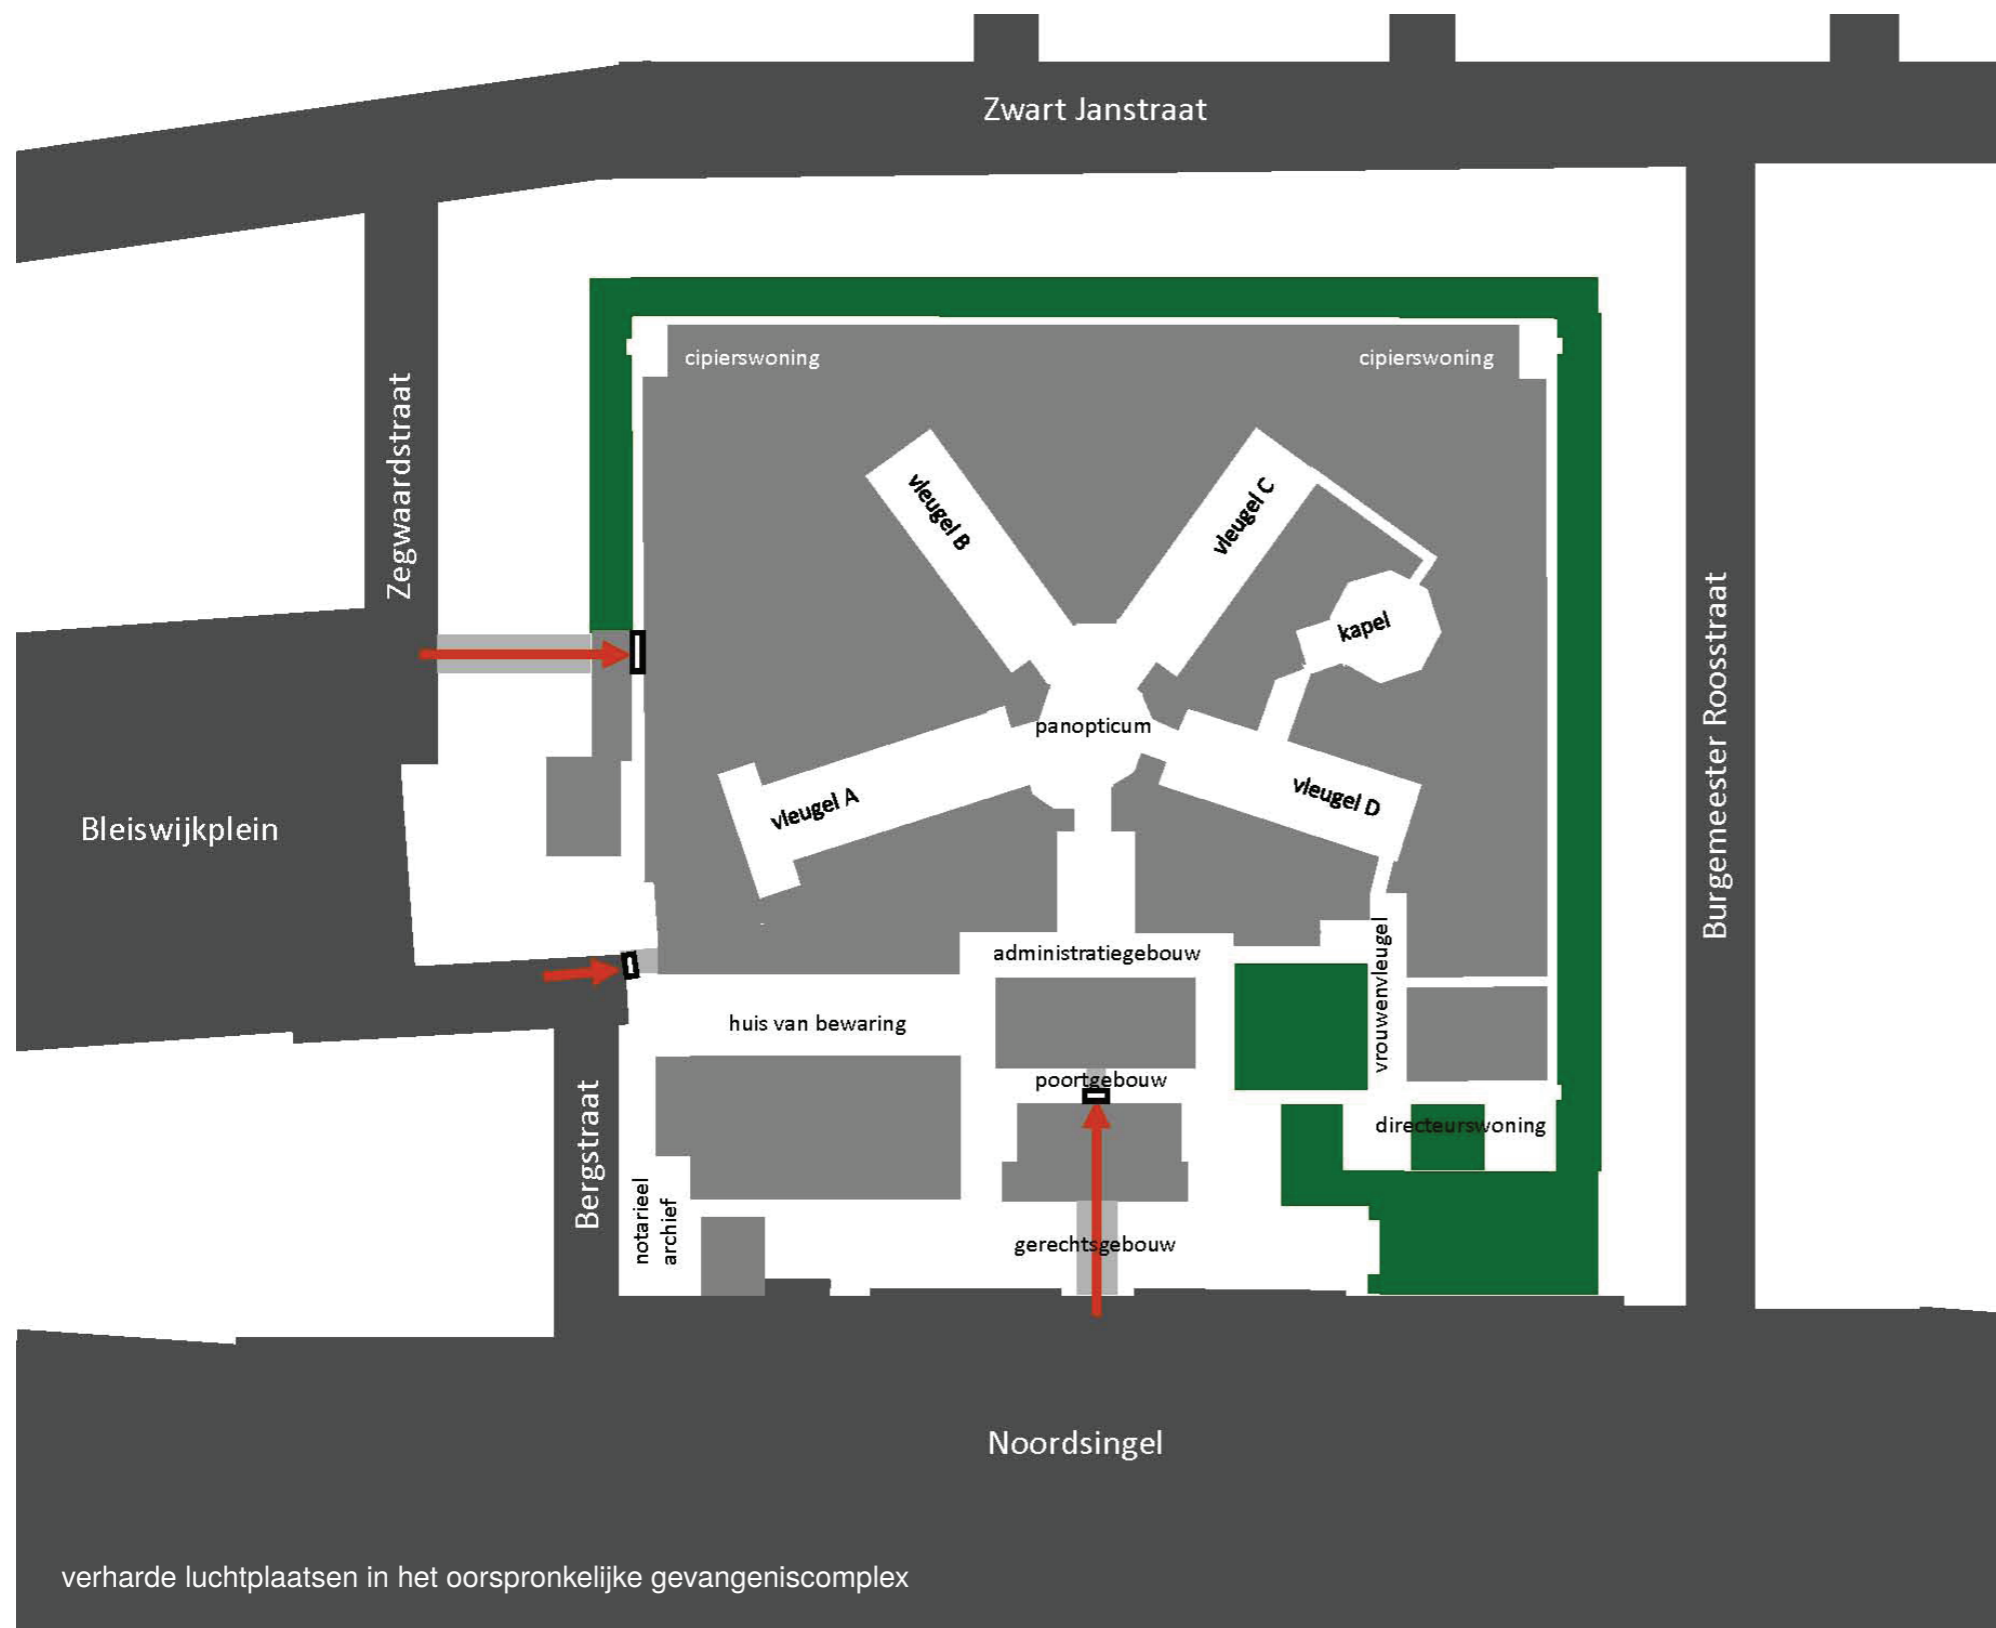 Zwart Janstraat
cipierswoning
cipierswoning
Zegwaardstraat
vleugel B
vleugel C
kapel
Burgemeester Roosstraat
panopticum
vleugel A
vleugel D
Bleiswijkplein
administratiegebouw
vrouwenvleugel
huis van bewaring
poortgebouw
directeurswoning
Bergstraat
notarieel
archief
gerechtsgebouw
Noordsingel
verharde luchtplaatsen in het oorspronkelijke gevangeniscomplex